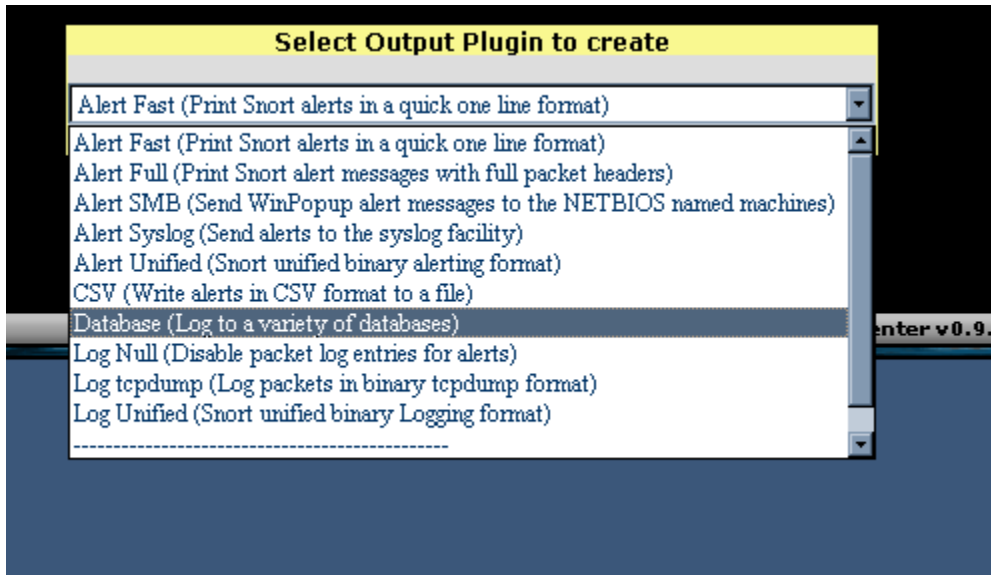 Select Output Plugin to create
Alert Fast (Print Snort alerts in a quick one line format)
Alert Fast (Print Snort alerts in a quick one line format)
Alert Full (Print Snort alert messages with full packet headers)
Alert SMB (Send WinPopup alert messages to the NETBIOS named machines)
Alert Syslog (Send alerts to the syslog facility)
Alert Unified (Snort unified binary alerting format)
CSV (Write alerts in CSV format to a file)
Database (Log to a variety of databases)
enter v0.9.
Log Null (Disable packet log entries for alerts)
Log tcpdump (Log packets in binary tcpdump format)
Log Unified (Snort unified binary Logging format)
-----------------------------------------------